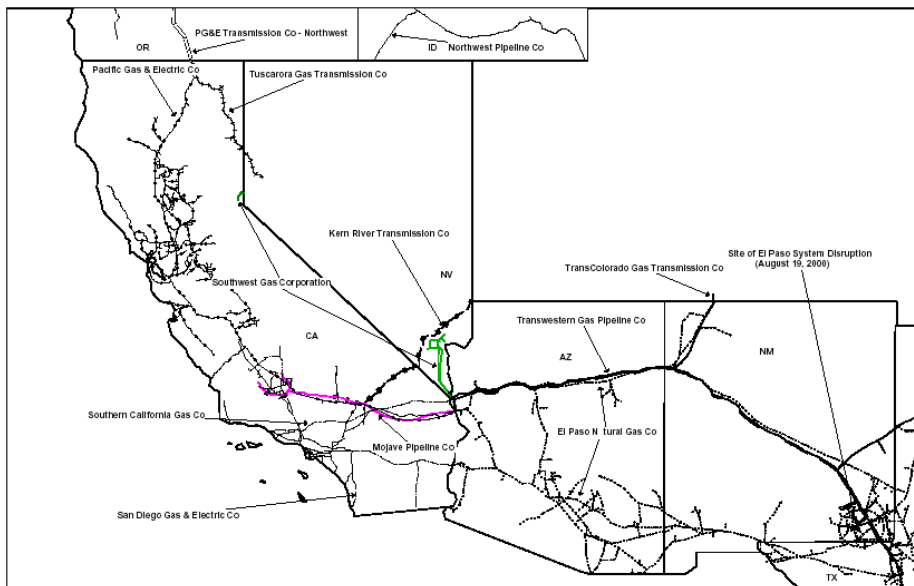 PG&E Transmission Co - Northwest
OR
ID Northwest Pipeline Co
Pacific Gas & Electric Co
Tuscarora Gas Transmission Co
Kern River Transmission Co
Site of El Paso System Disruption
(August 19, 2000)
NV
TransColorado Gas Transmission Co
Southwest Gas Corporation
Transwestern Gas Pipeline Co
CA
AZ
NM
Southern California Gas Co
El Paso Natural Gas Co
Mojave Pipeline Co
San Diego Gas & Electric Co
TX